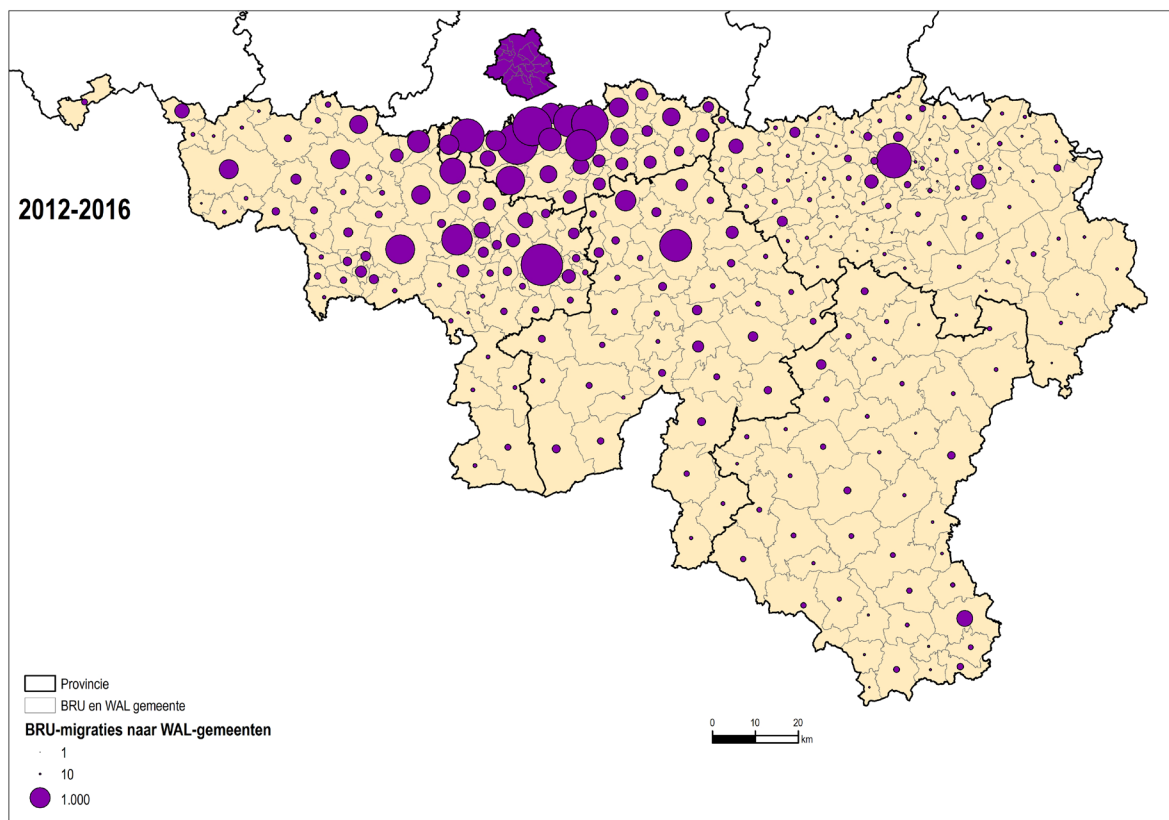 2012-2016
Provincie
BRU en WAL gemeente
BRU-migraties naar WAL-gemeenten
1
10
1.000
0 10 20
km